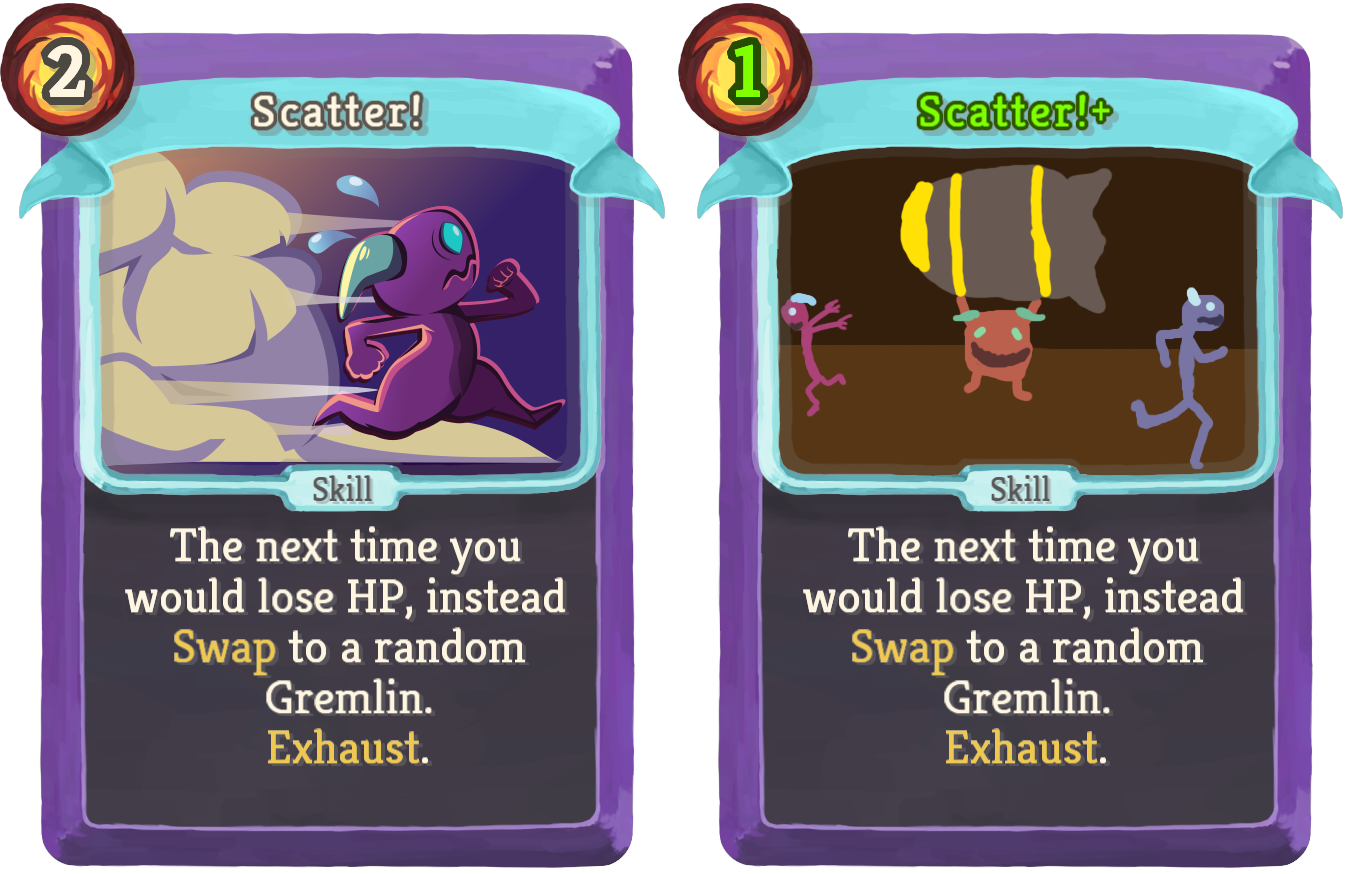 2
Scatter!
Skill
The next time you
would lose HP, instead
Swap to a random
Gremlin.
Exhaust.
1
Scatter!+
Skill
The next time you
would lose HP, instead
Swap to a random
Gremlin.
Exhaust.